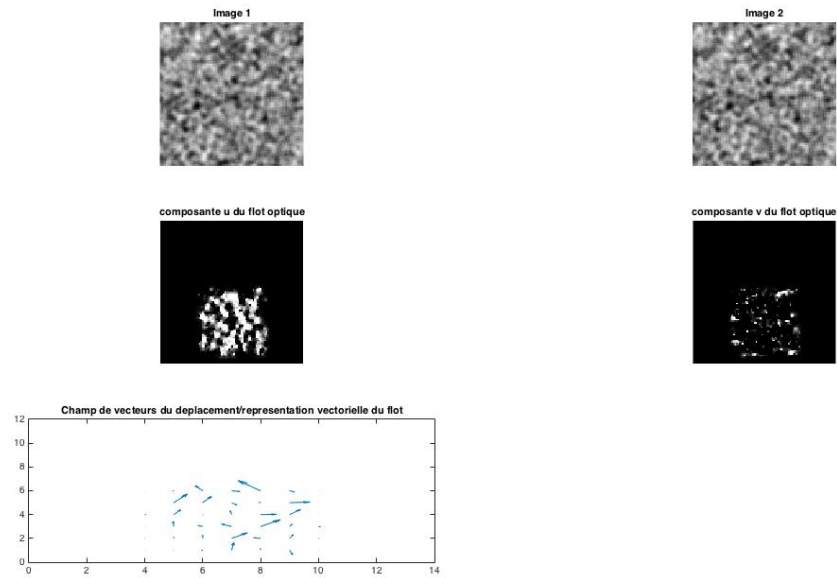 Image 1
Image 2
composante u du flot optique
composante v du flot optique
Champ de vecteurs du deplacement/representation vectorielle du flot
12
10
8
6
4
2
0
0 2 4 6 8 10 12 14